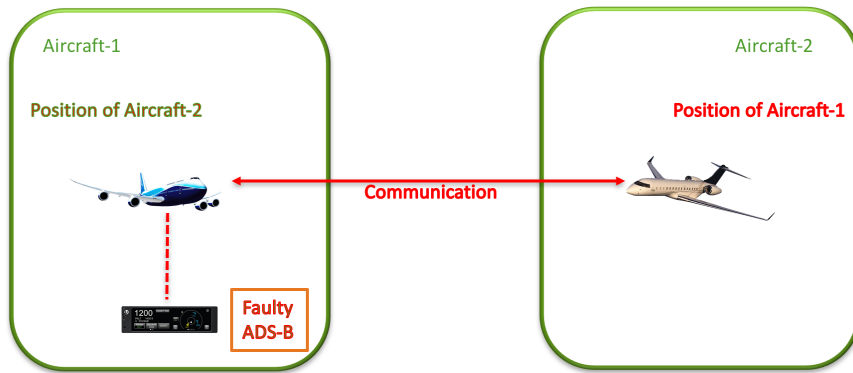 Aircraft-1
Aircraft-2
Position of Aircraft-2
Position of Aircraft-1
Communication
1200
Faulty
ADS-B